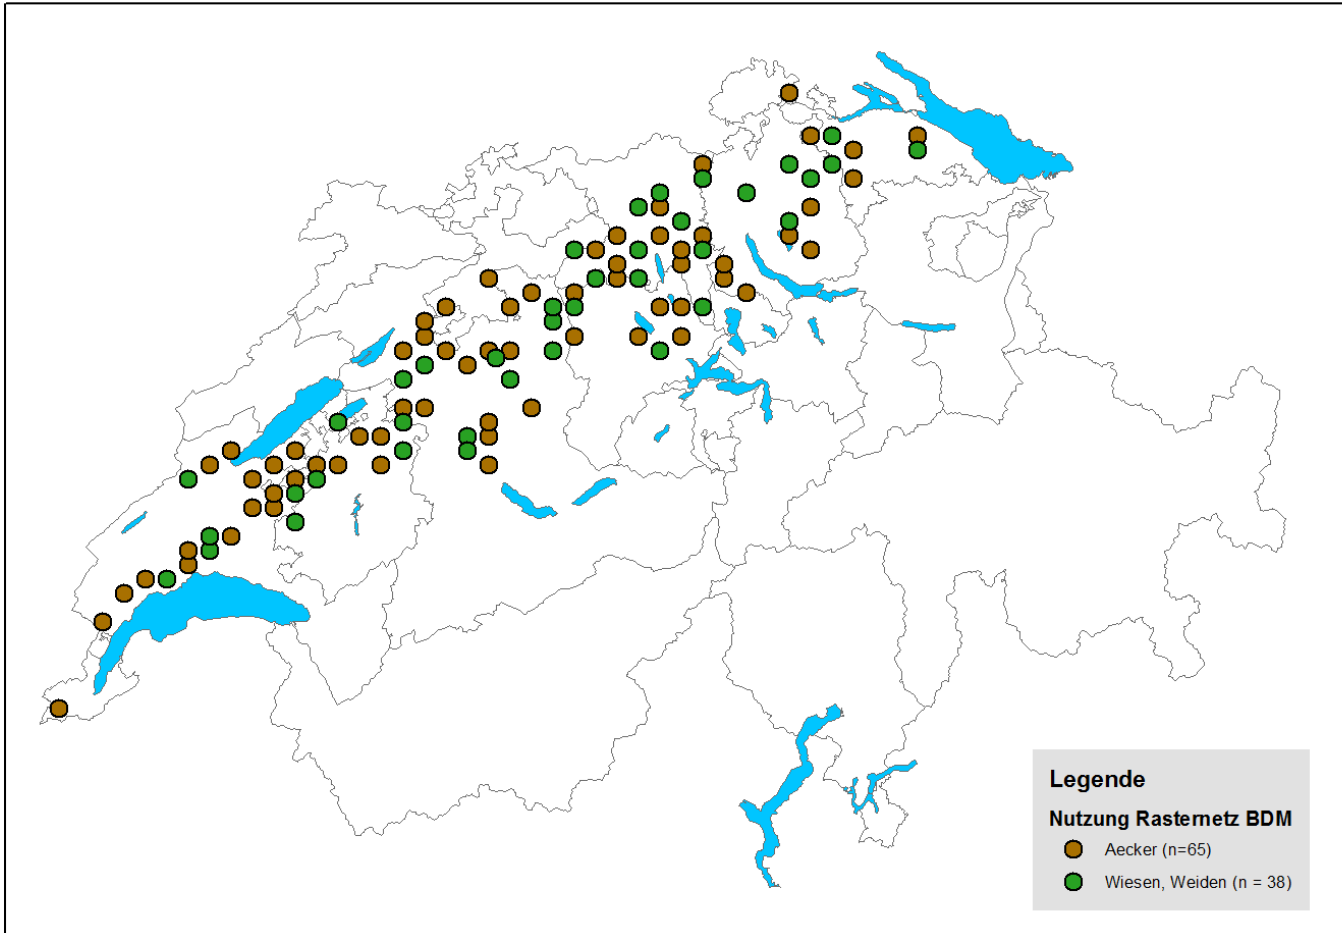 Legende
Nutzung Rasternetz BDM
Aecker (n=65)
Wiesen, Weiden (n = 38)